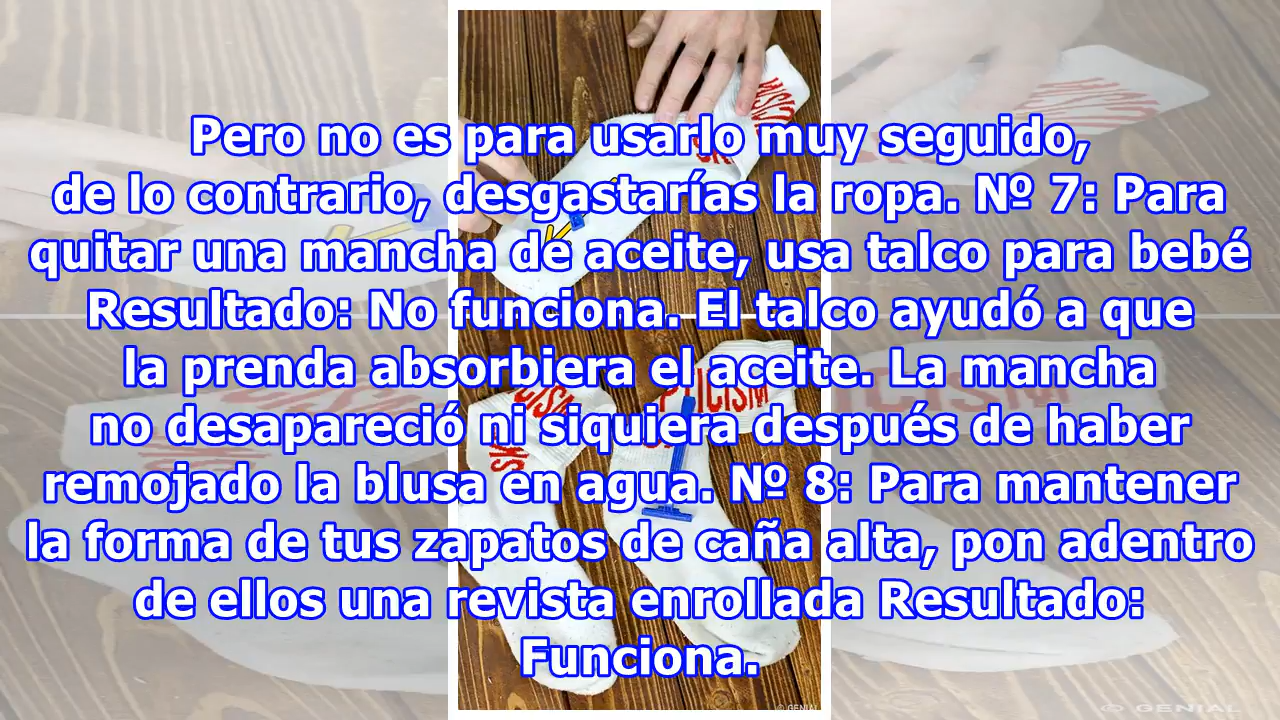 Pero no es para usarlo muy seguido,
de lo contrario, desgastarías la ropa. Nº 7: Para
quitar una mancha de aceite, usa talco para bebé
Resultado: No funciona. El talco ayudó a que
la prenda absorbiera el aceite. La mancha
no desapareció ni siquiera después de haber
remojado la blusa en agua. Nº 8: Para mantener
la forma de tus zapatos de caña alta, pon adentro
de ellos una revista enrollada Resultado:
Funciona.
© GENIAL
© GENIAL